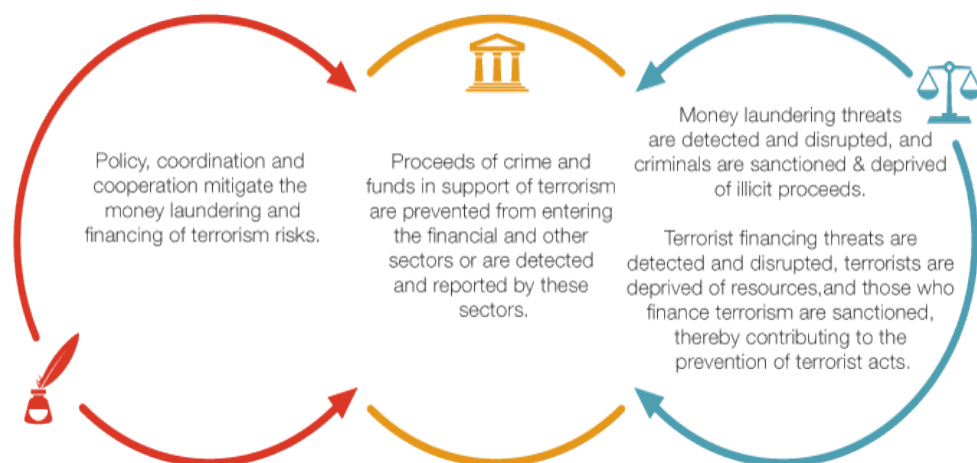 Policy, coordination and
cooperation mitigate the
money laundering and
financing of terrorism risks.
Proceeds of crime and
funds in support of terrorism
are prevented from entering
the financial and other
sectors or are detected
and reported by these
sectors.
Money laundering threats
are detected and disrupted, and
criminals are sanctioned & deprived
of illicit proceeds.
Terrorist financing threats are
detected and disrupted, terrorists are
deprived of resources,and those who
finance terrorism are sanctioned,
thereby contributing to the
prevention of terrorist acts.